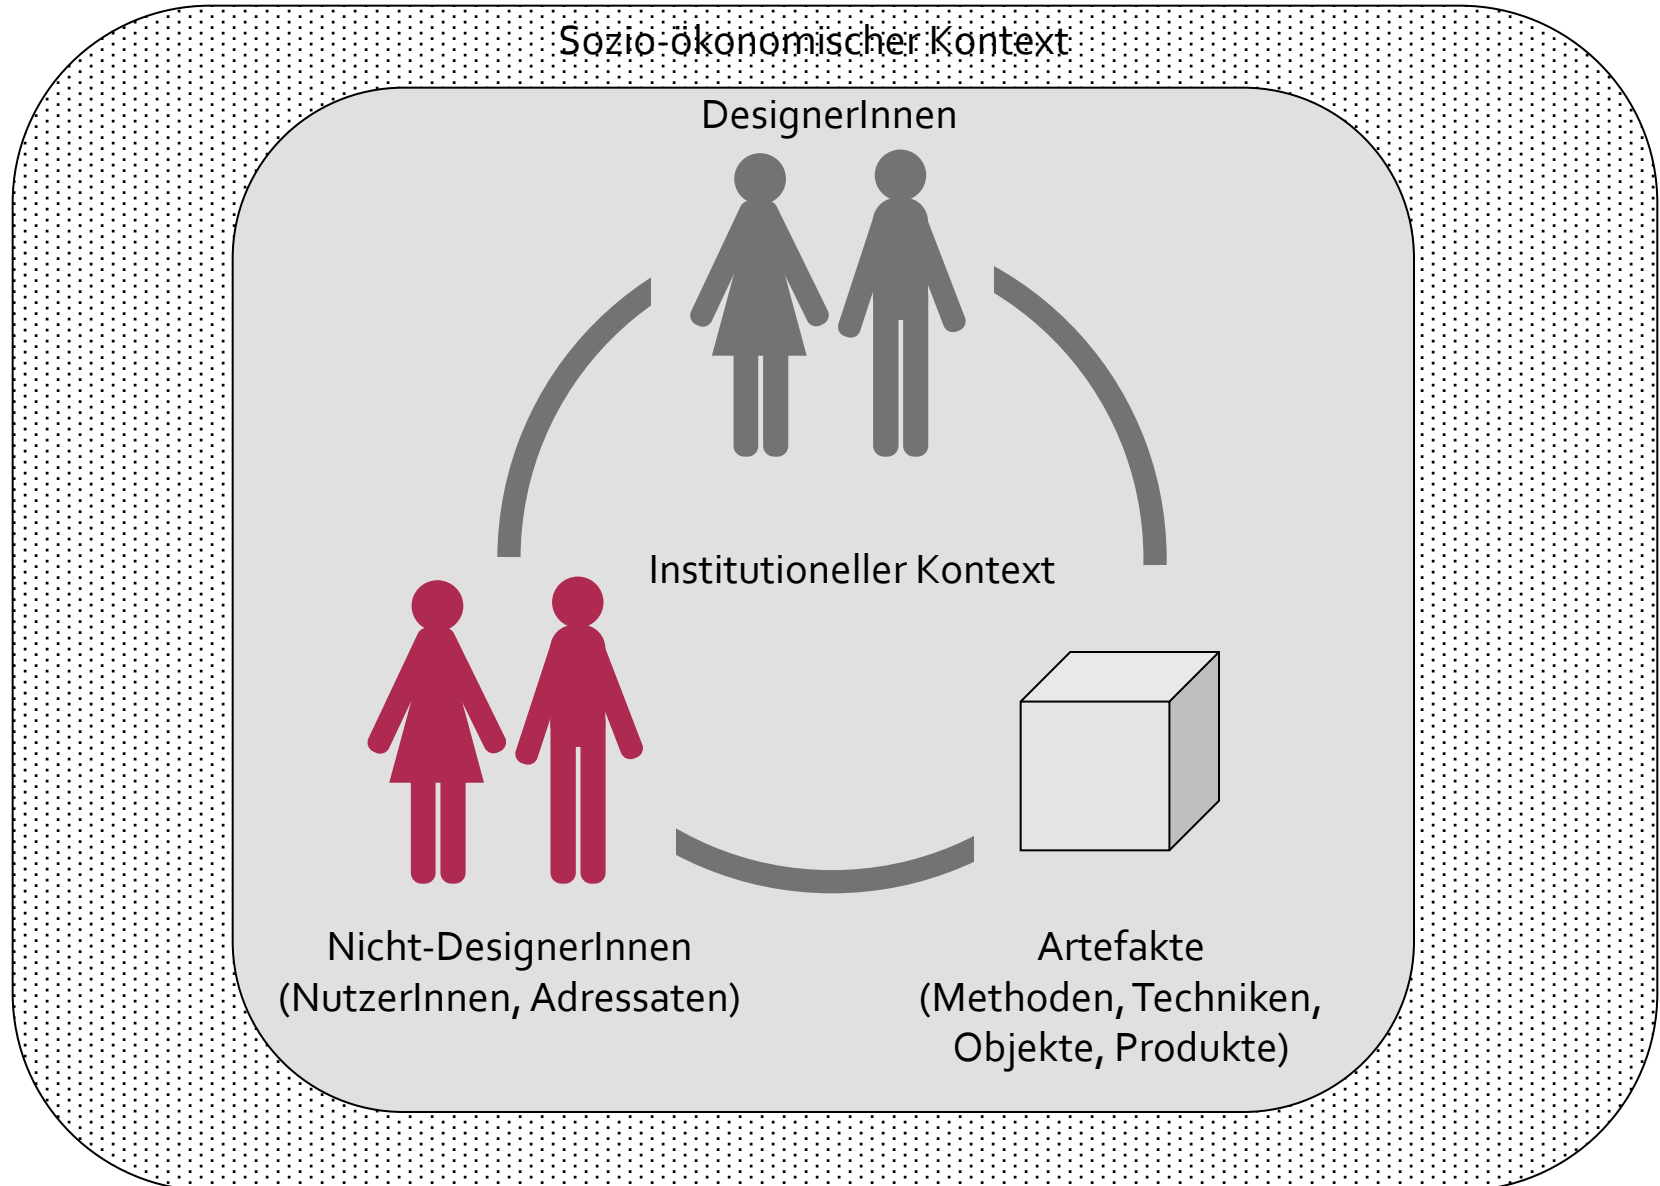 Sozio-ökonomischer Kontext
DesignerInnen
Institutioneller Kontext
Nicht-DesignerInnen
(NutzerInnen, Adressaten)
Artefakte
(Methoden, Techniken,
Objekte, Produkte)